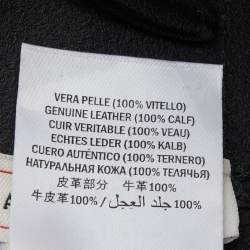 VERA PELLE (100% VITELLO)
GENUINE LEATHER (100% CALF)
CUIR VERITABLE (100% VEAU)
ECHTES LEDER (100% KALB)
CUERO AUTÉNTICO (100% TERNERO)
НАТУРАЛЬНАЯ КОЖА (100% ТЕЛЯЧЬЯ)
皮革部分 牛革100%
牛皮革100% / جلد العِجل 100%